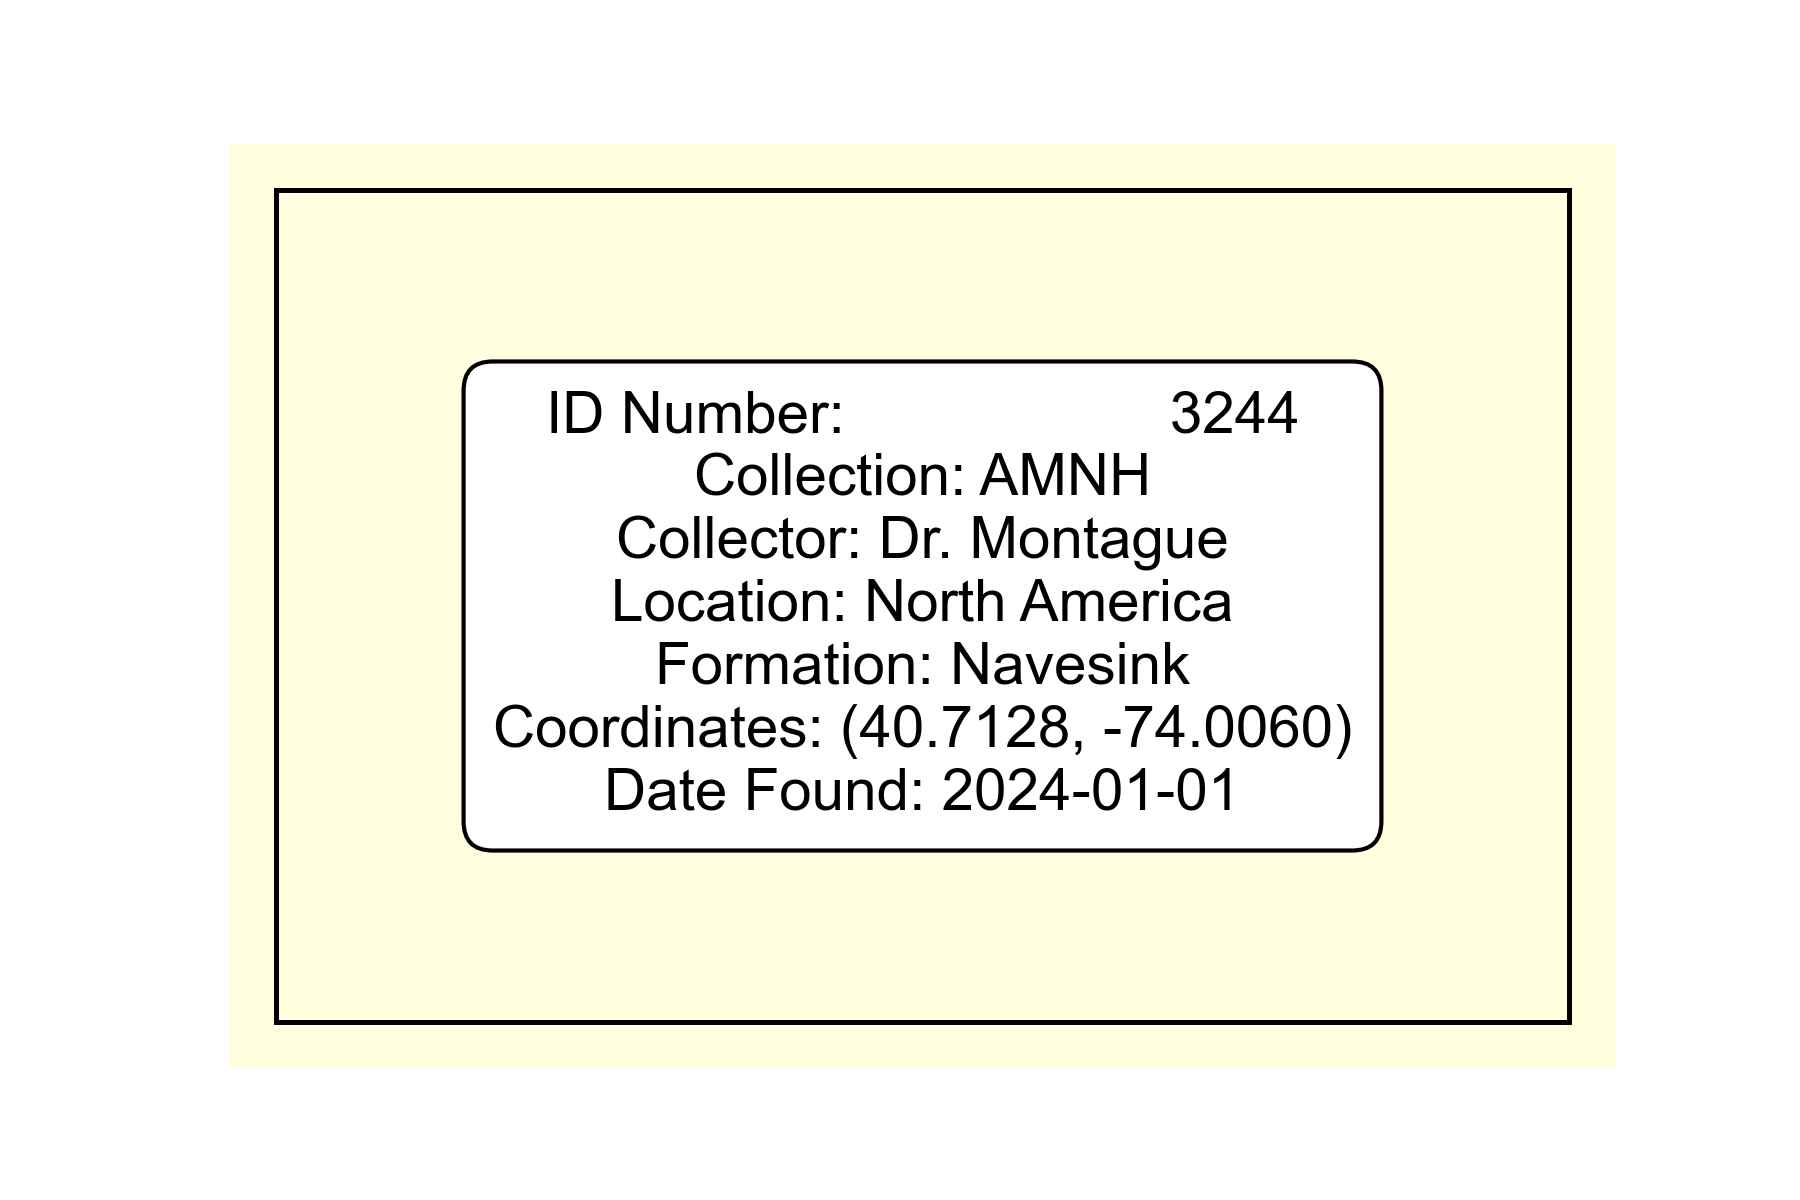 ID Number: 3244
Collection: AMNH
Collector: Dr. Montague
Location: North America
Formation: Navesink
Coordinates: (40.7128, -74.0060)
Date Found: 2024-01-01